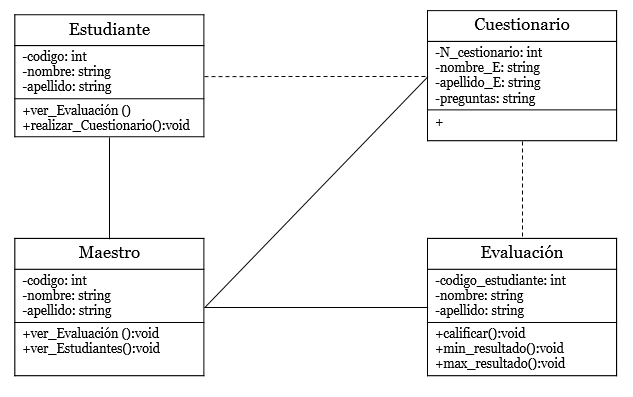 Estudiante
-codigo: int
-nombre: string
-apellido: string
+ver_Evaluación ()
+realizar_Cuestionario():void
Cuestionario
-N_cestionario: int
-nombre_E: string
-apellido_E: string
-preguntas: string
+
Maestro
-codigo: int
-nombre: string
-apellido: string
+ver_Evaluación ():void
+ver_Estudiantes():void
Evaluación
-codigo_estudiante: int
-nombre: string
-apellido: string
+calificar():void
+min_resultado():void
+max_resultado():void